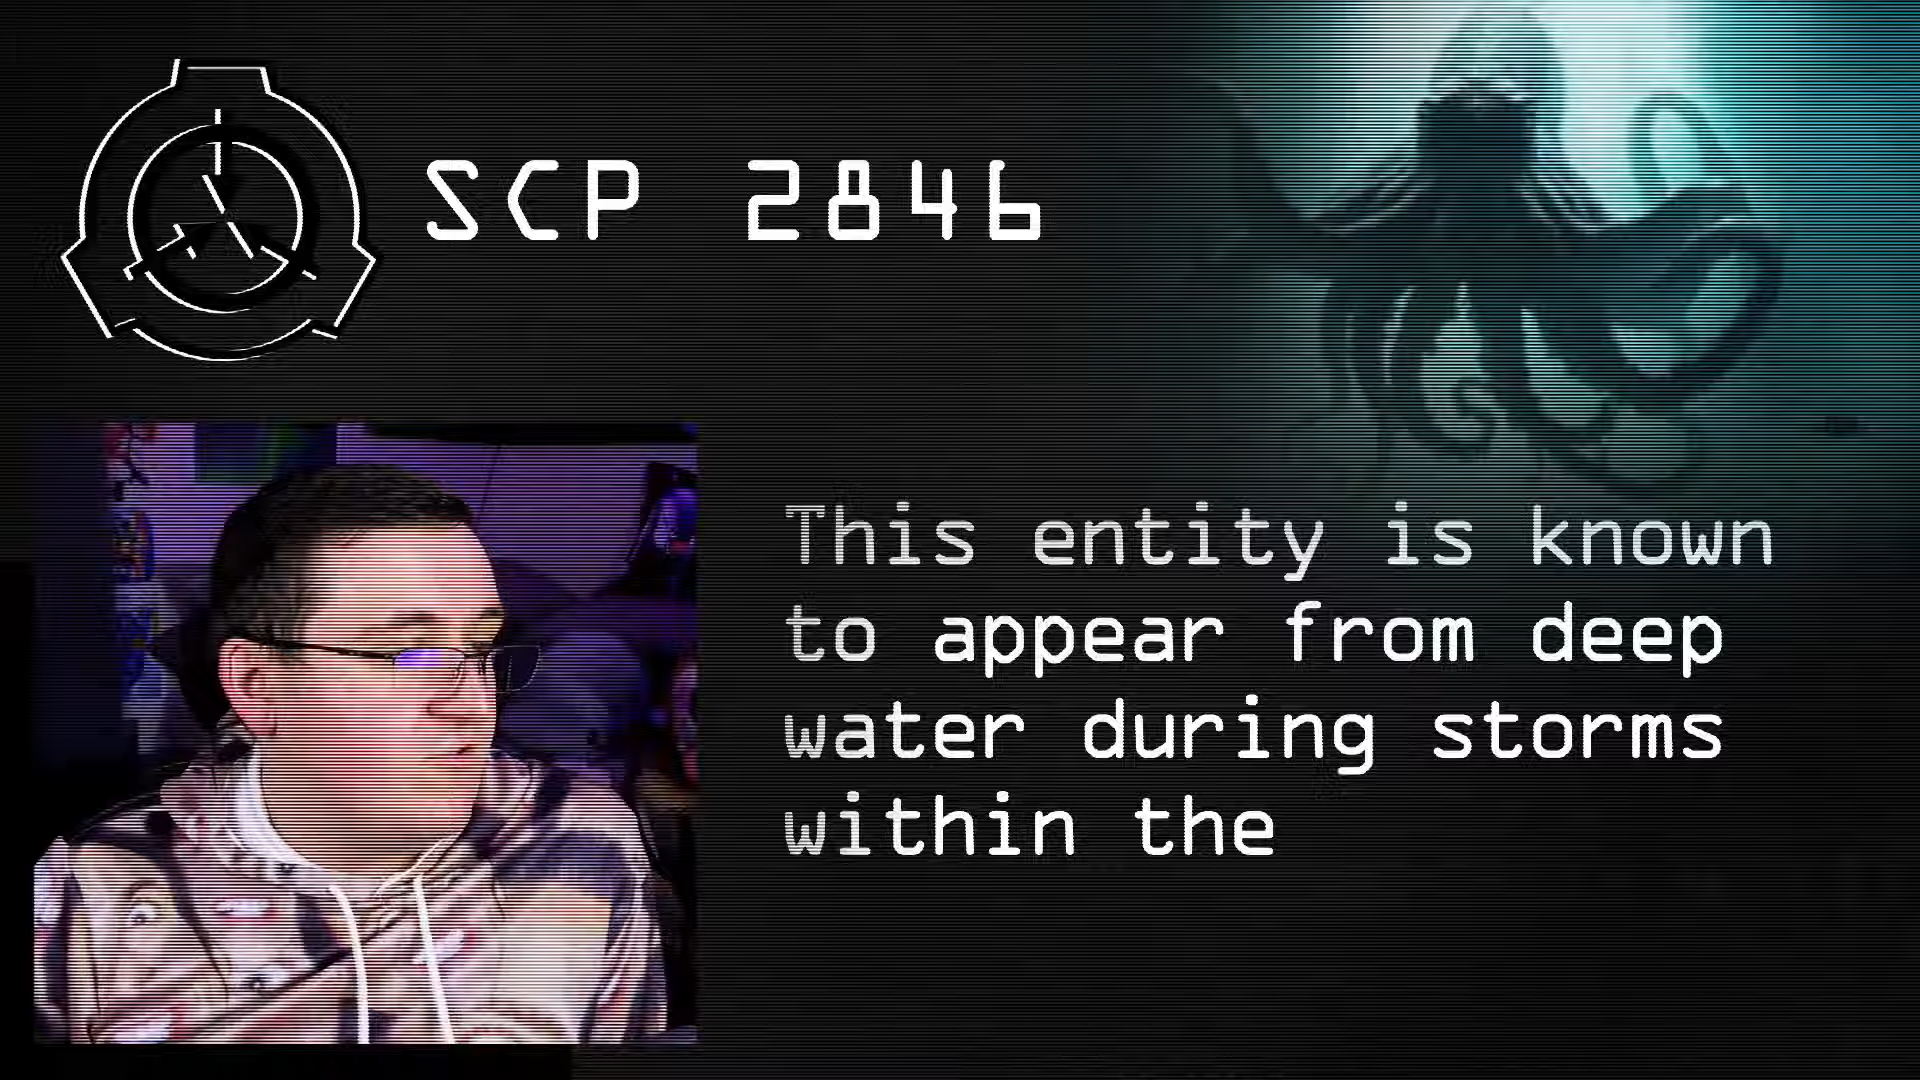 SCP 2846
This entity is known
to appear from deep
water during storms
within the